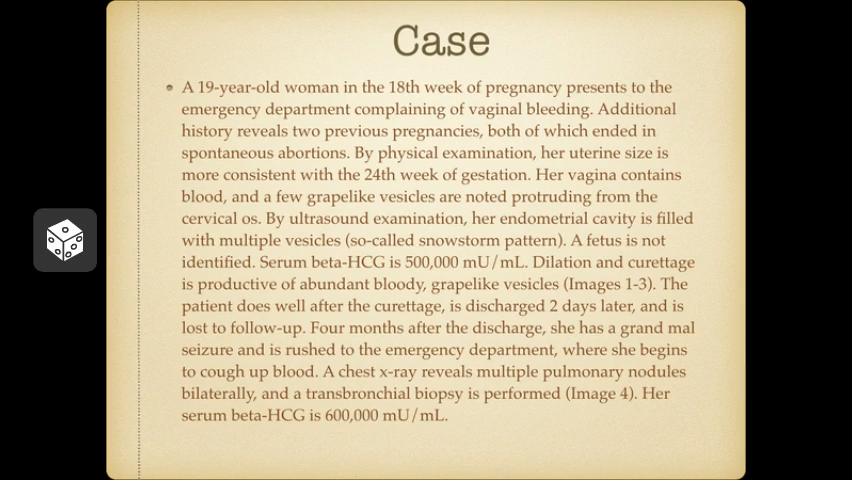 Case
A 19-year-old woman in the 18th week of pregnancy presents to the
emergency department complaining of vaginal bleeding. Additional
history reveals two previous pregnancies, both of which ended in
spontaneous abortions. By physical examination, her uterine size is
more consistent with the 24th week of gestation. Her vagina contains
blood, and a few grapelike vesicles are noted protruding from the
cervical os. By ultrasound examination, her endometrial cavity is filled
with multiple vesicles (so-called snowstorm pattern). A fetus is not
identified. Serum beta-HCG is 500,000 mU/mL. Dilation and curettage
is productive of abundant bloody, grapelike vesicles (Images 1-3). The
patient does well after the curettage, is discharged 2 days later, and is
lost to follow-up. Four months after the discharge, she has a grand mal
seizure and is rushed to the emergency department, where she begins
to cough up blood. A chest x-ray reveals multiple pulmonary nodules
bilaterally, and a transbronchial biopsy is performed (Image 4). Her
serum beta-HCG is 600,000 mU/mL.